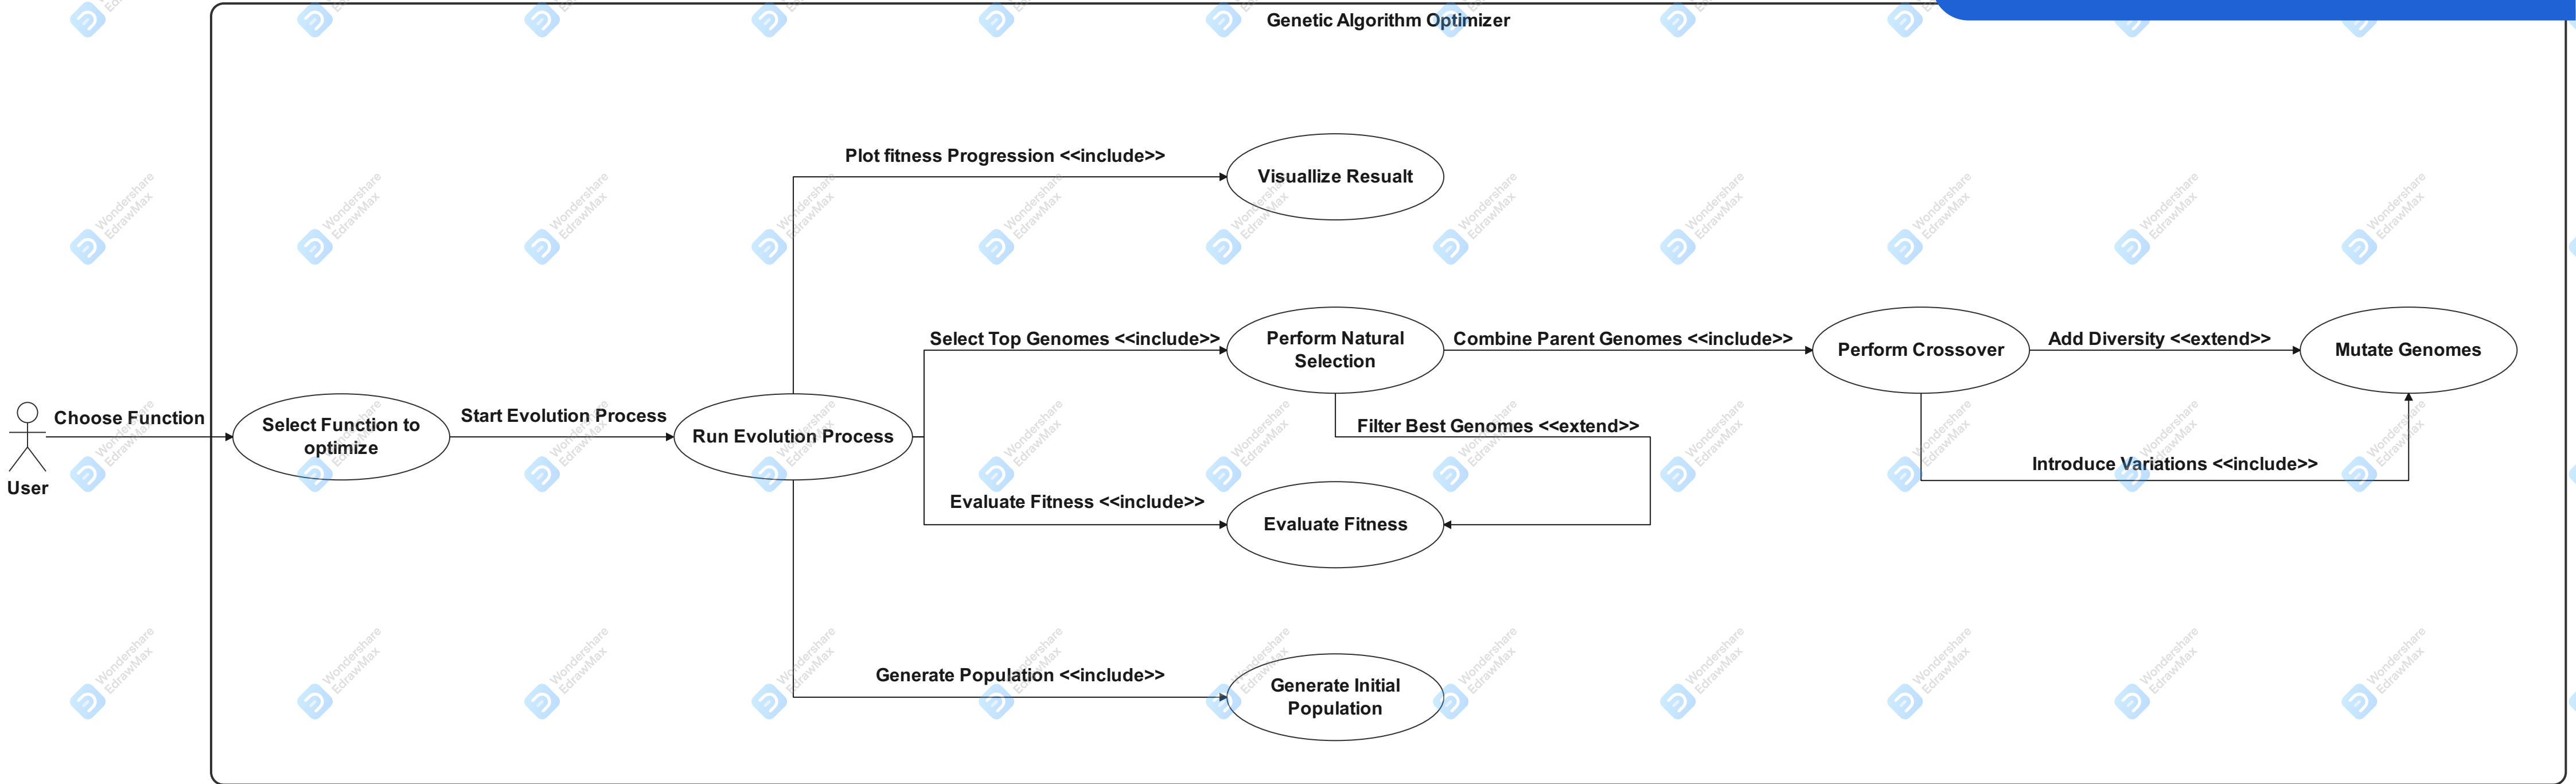 Genetic Algorithm Optimizer
Plot fitness Progression <<include>>
Visuallize Resualt
Select Top Genomes <<include>>
Perform Natural
Selection
Combine Parent Genomes <<include>>
Perform Crossover
Add Diversity <<extend>>
Mutate Genomes
Choose Function
User
Select Function to
optimize
Start Evolution Process
Run Evolution Process
Filter Best Genomes <<extend>>
Introduce Variations <<include>>
Evaluate Fitness <<include>>
Evaluate Fitness
Generate Population <<include>>
Generate Initial
Population
Wondershare
EdrawMax